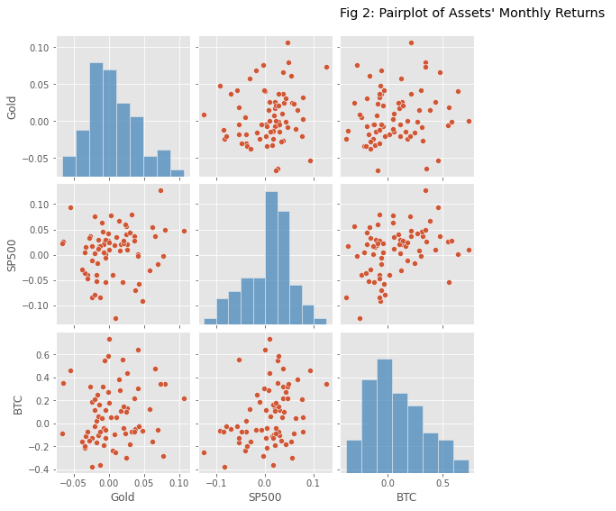 Fig 2: Pairplot of Assets' Monthly Returns
0.10
0.05
0.00
−0.05
Gold
0.10
0.05
0.00
−0.05
−0.10
SP500
0.6
0.4
0.2
0.0
−0.2
−0.4
BTC
−0.05 0.00 0.05 0.10
Gold
−0.1 0.0 0.1
SP500
0.0 0.5
BTC